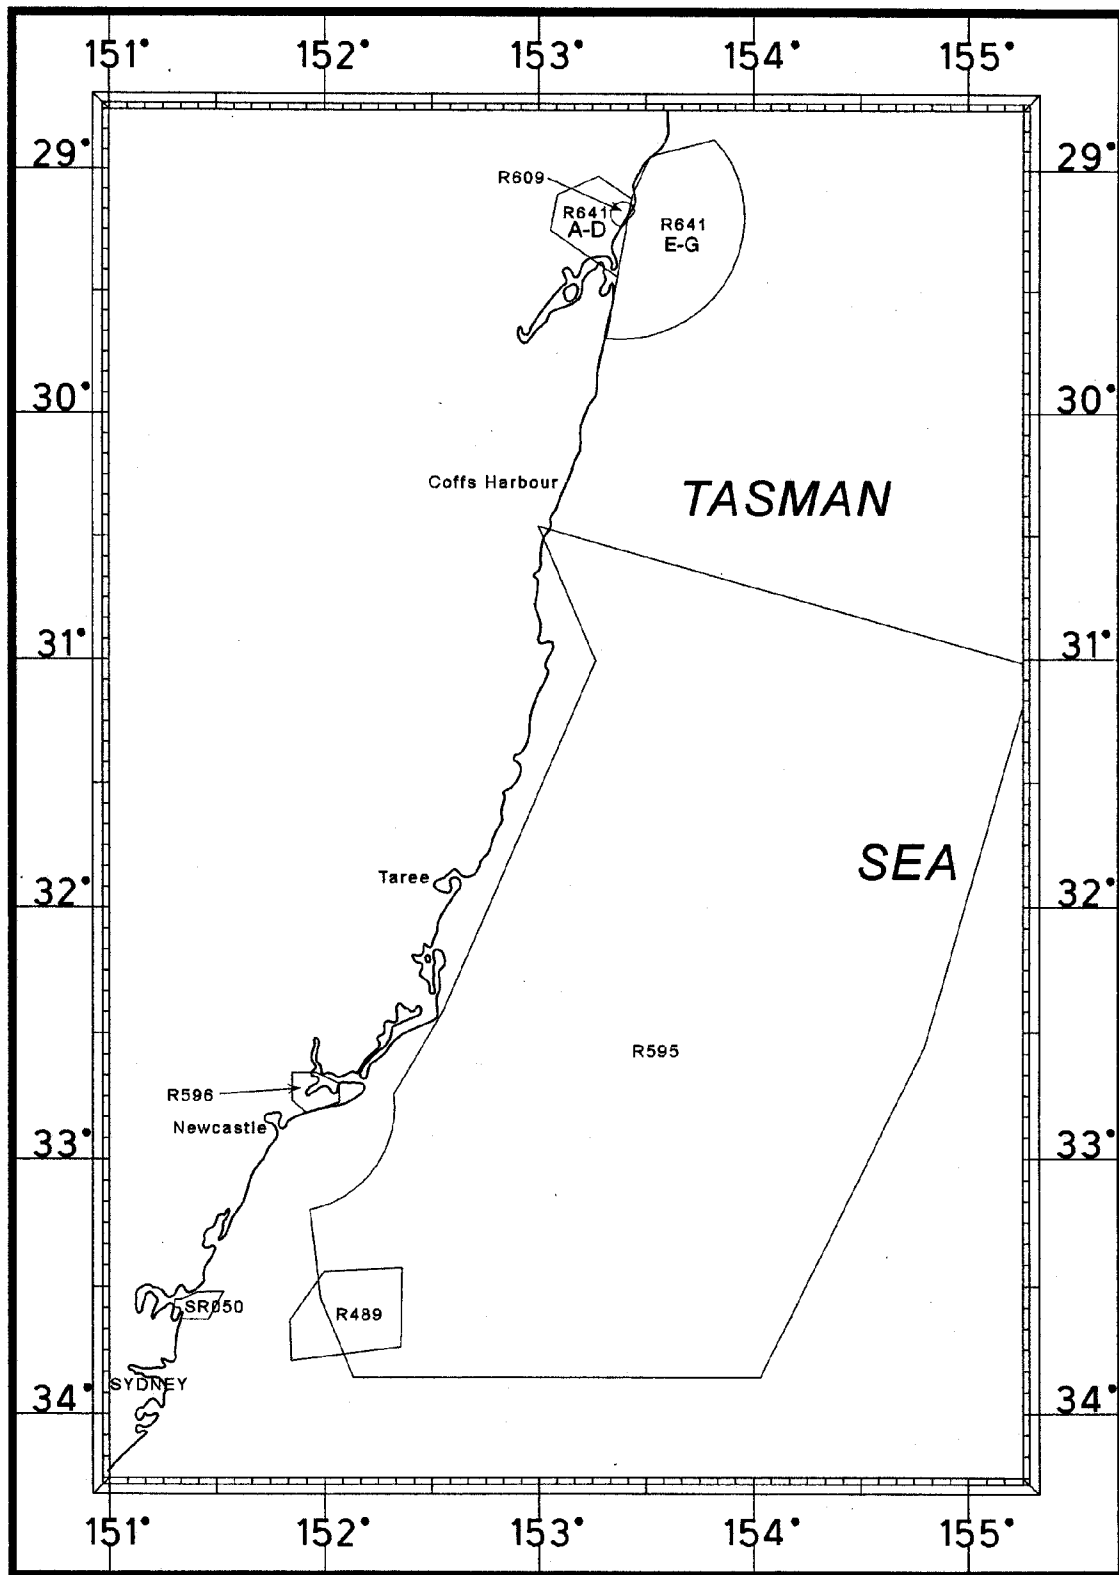 151° 152° 153° 154° 155°
29° 29°
R609
R641
A-D
R641
E-G
30° 30°
Coffs Harbour
TASMAN
31° 31°
SEA
Taree
32° 32°
R595
R596
Newcastle
33° 33°
SR050
R489
SYDNEY
34° 34°
151° 152° 153° 154° 155°